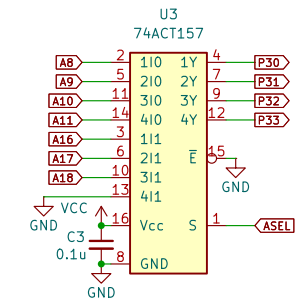 U3
74ACT157
A8 2 1I0 1Y 4 P30
A9 5 2I0 2Y 7 P31
A10 11 3I0 3Y 9 P32
A11 14 4I0 4Y 12 P33
A16 3 1I1
A17 6 2I1 E 15
A18 10 3I1 GND
13 4I1
GND VCC
16 Vcc S 1 ASEL
C3
0.1u
8 GND
GND